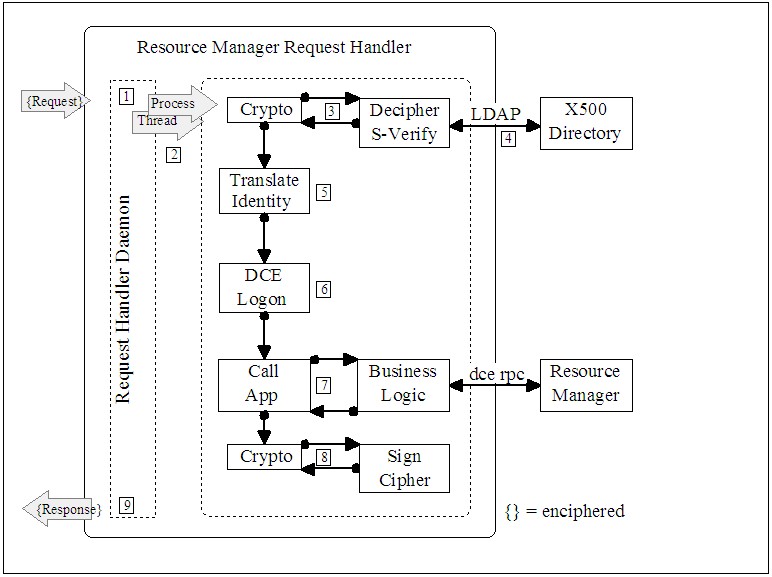 Resource Manager Request Handler
{Request}
1
Process
Thread
2
Crypto
3
Decipher
S-Verify
LDAP
4
X500
Directory
Translate
Identity
5
Request Handler Daemon
DCE
Logon
6
Call
App
7
Business
Logic
dce rpc
Resource
Manager
Crypto
8
Sign
Cipher
9
{Response}
{} = enciphered